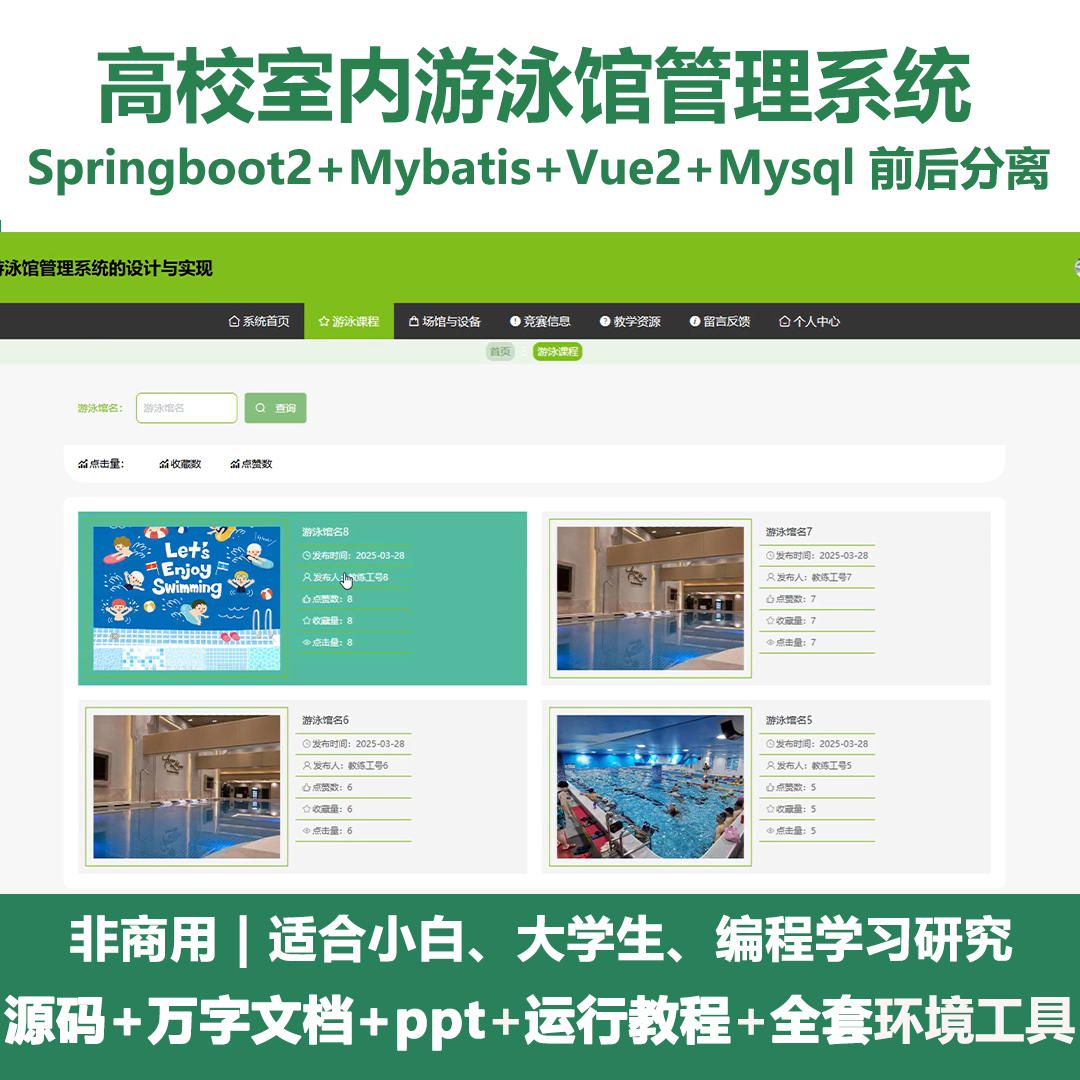 高校室内游泳馆管理系统
Springboot2+Mybatis+Vue2+Mysql 前后分离
泳馆管理系统的设计与实现
系统首页 游泳课程 场馆与设备 竞赛信息 教学资源 留言反馈 个人中心
首页 游泳课程
游泳馆名： 游泳馆名 查询
点击量： 收藏数 点赞数
Let's
Enjoy
Swimming
游泳馆名8
发布时间：2025-03-28
发布人：教练工号8
点赞数：8
收藏量：8
点击量：8
游泳馆名7
发布时间：2025-03-28
发布人：教练工号7
点赞数：7
收藏量：7
点击量：7
游泳馆名6
发布时间：2025-03-28
发布人：教练工号6
点赞数：6
收藏量：6
点击量：6
游泳馆名5
发布时间：2025-03-28
发布人：教练工号5
点赞数：5
收藏量：5
点击量：5
非商用｜适合小白、大学生、编程学习研究
源码+万字文档+ppt+运行教程+全套环境工具